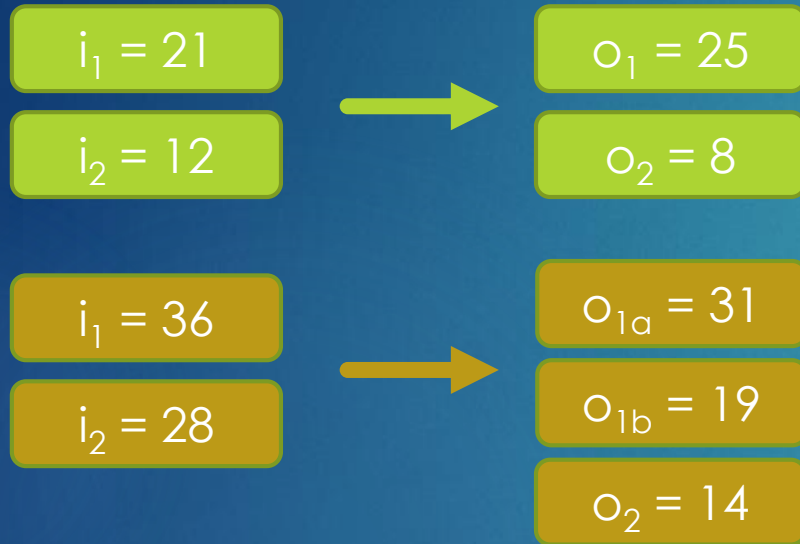 i₁ = 21
i₂ = 12
o₁ = 25
o₂ = 8
i₁ = 36
i₂ = 28
o₁ₐ = 31
o₁b = 19
o₂ = 14